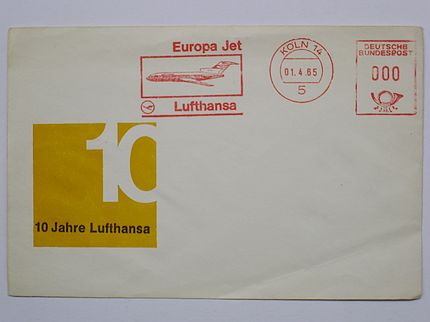 Europa Jet
Lufthansa
KÖLN 14
01.4.65
5
DEUTSCHE
BUNDESPOST
000
10
10 Jahre Lufthansa